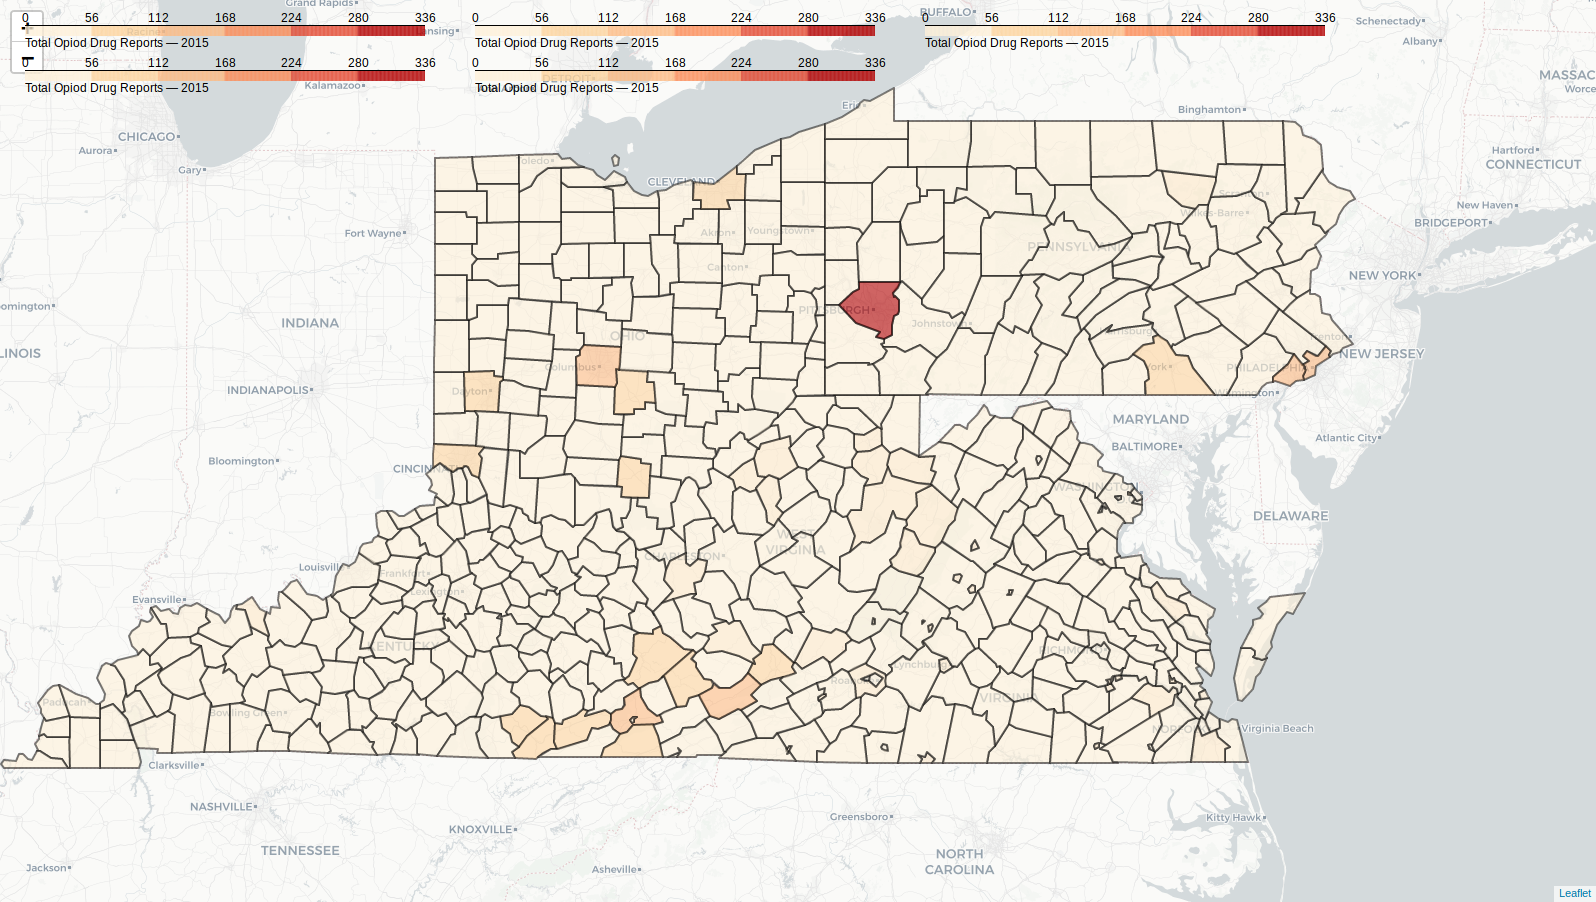 Grand Rapids
BUFFALO
Schenectady
0 56 112 168 224 280 336
0 56 112 168 224 280 336
0 56 112 168 224 280 336
Total Opiod Drug Reports — 2015
Total Opiod Drug Reports — 2015
Total Opiod Drug Reports — 2015
Albany
0 56 112 168 224 280 336
0 56 112 168 224 280 336
DETROIT
MASSAC
Total Opiod Drug Reports — 2015
Total Opiod Drug Reports — 2015
Kalamazoo
Worce
Erie
Binghamton
CHICAGO
Aurora
Hartford
Toledo
CONNECTICUT
Gary
CLEVELAND
Scranton
New Haven
Wilkes-Barre
BRIDGEPORT
Fort Wayne
Akron
Youngstown
PENNSYLVANIA
Canton
NEW YORK
omington
PITTSBURGH
INDIANA
Johnstown
Harrisburg
OHIO
Trenton
LINOIS
NEW JERSEY
Columbus
York
PHILADELPHIA
INDIANAPOLIS
Dayton
Wilmington
MARYLAND
Atlantic City
BALTIMORE
Bloomington
CINCINNATI
WASHINGTON
DELAWARE
WEST
VIRGINIA
CHARLESTON
Louisville
Frankfort
Lexington
Evansville
KENTUCKY
RICHMOND
Lynchburg
Roanoke
VIRGINIA
Paducah
Bowling Green
NORFOLK
Virginia Beach
Clarksville
NASHVILLE
Greensboro
Kitty Hawk
KNOXVILLE
TENNESSEE
NORTH
CAROLINA
Jackson
Asheville
Leaflet